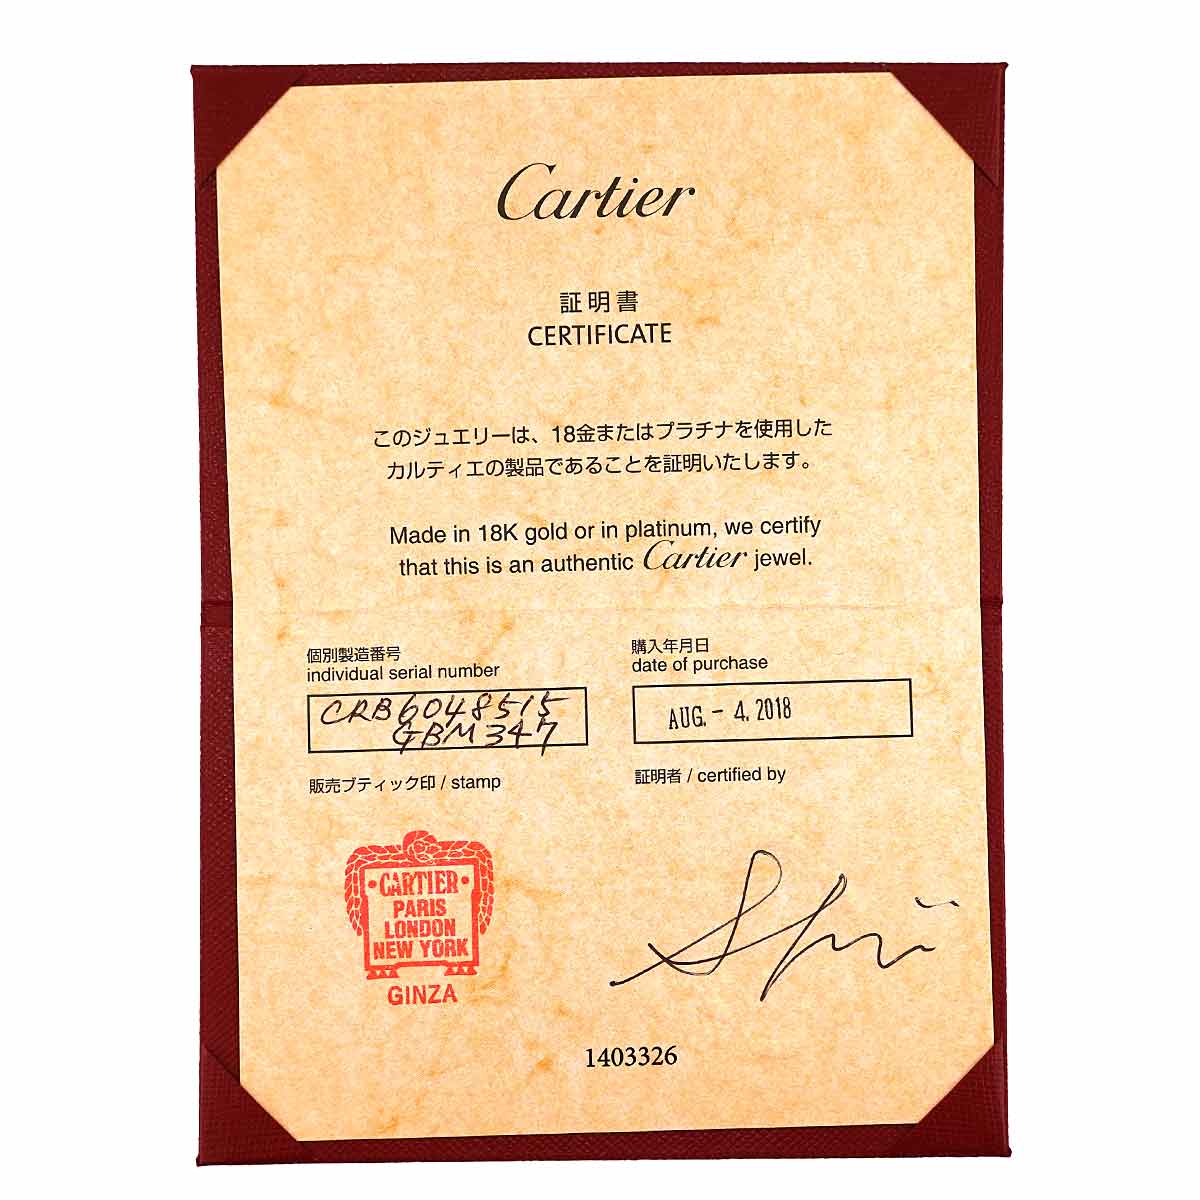 Cartier
証明書
CERTIFICATE
このジュエリーは、18金またはプラチナを使用した
カルティエの製品であることを証明いたします。
Made in 18K gold or in platinum, we certify
that this is an authentic Cartier jewel.
個別製造番号
individual serial number
CRB6048515
GBM347
購入年月日
date of purchase
AUG. - 4. 2018
販売ブティック印 / stamp
CARTIER
PARIS
LONDON
NEW YORK
GINZA
証明者 / certified by
1403326